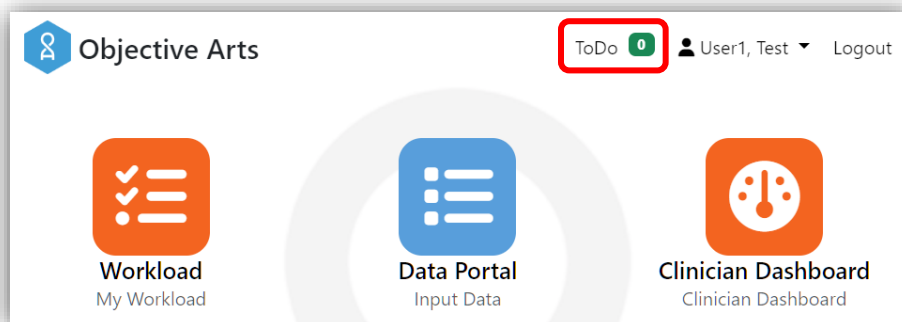 Objective Arts
ToDo 0 User1, Test Logout
Workload Data Portal Clinician Dashboard
My Workload Input Data Clinician Dashboard